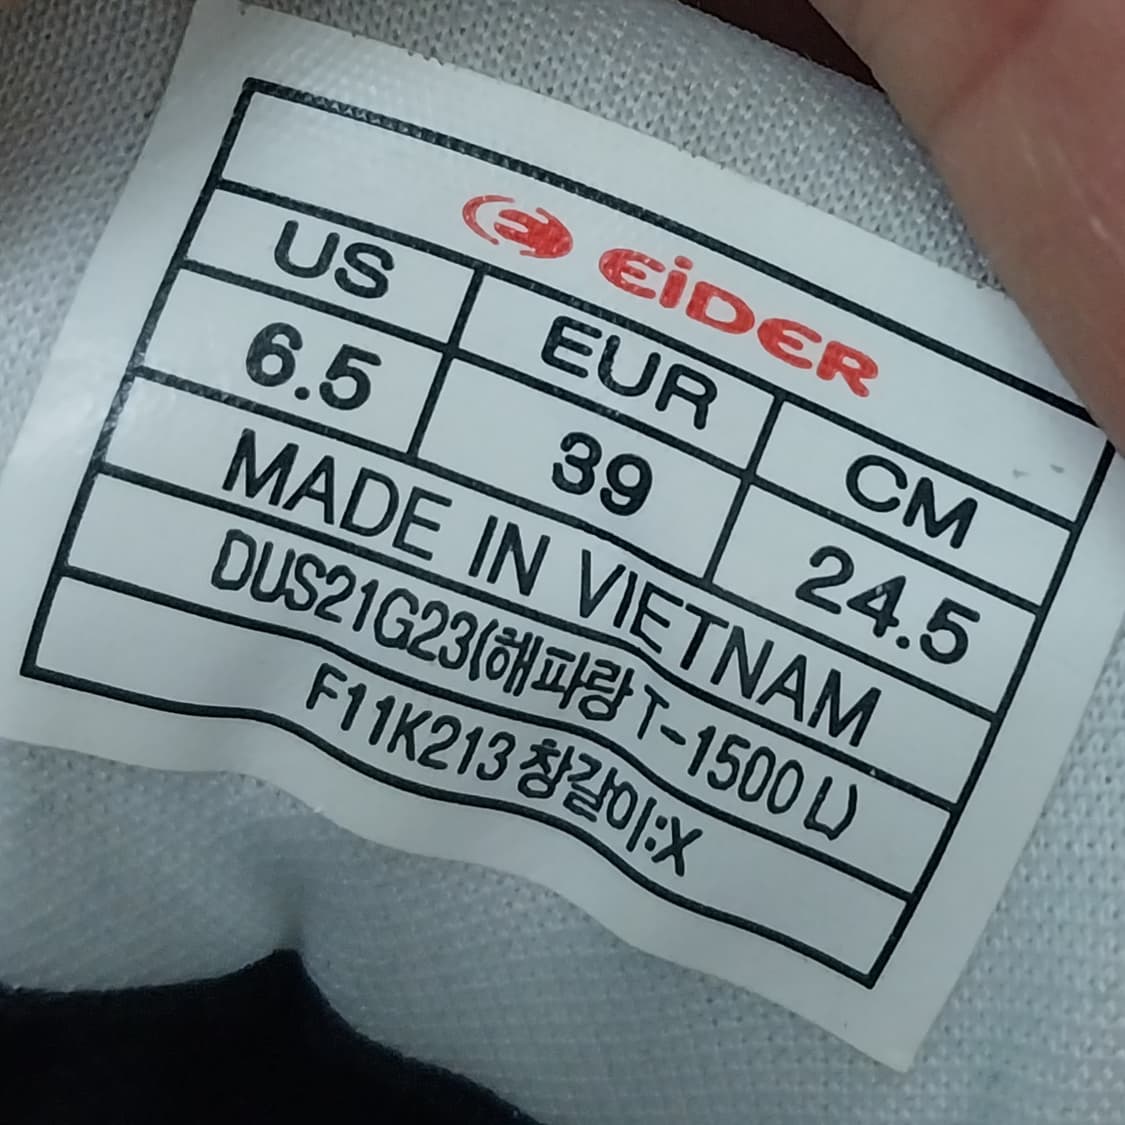 EiDER
US EUR CM
6.5 39 24.5
MADE IN VIETNAM
DUS21G23(해파랑T-1500 L)
F11K213 창갈이:X